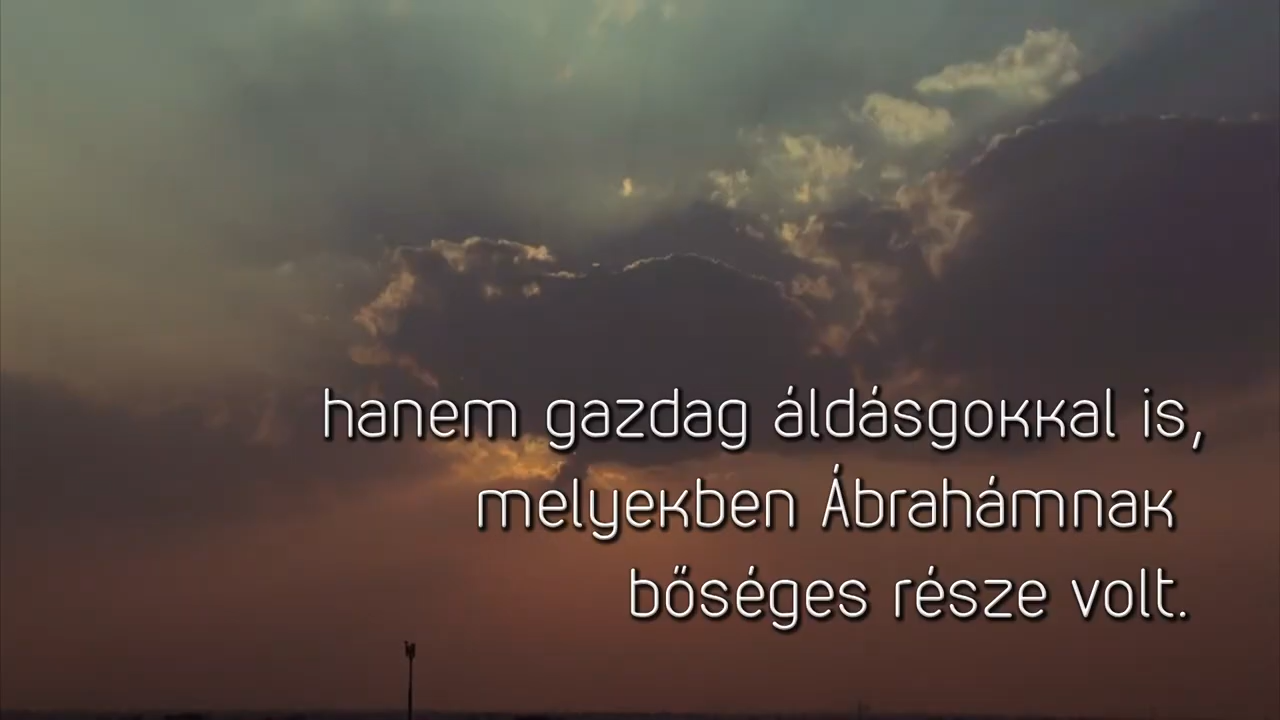 hanem gazdag áldásgokkal is,
melyekben Ábrahámnak
bőséges része volt.